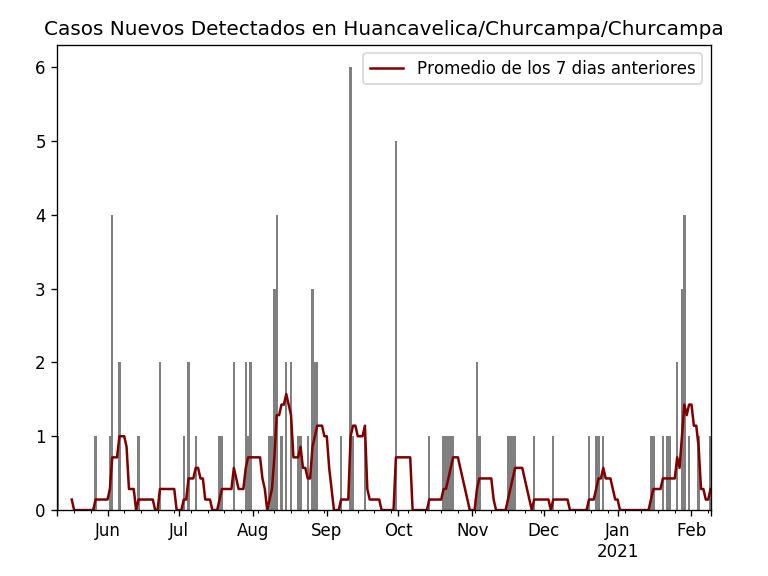 Casos Nuevos Detectados en Huancavelica/Churcampa/Churcampa
Promedio de los 7 dias anteriores
6
5
4
3
2
1
0
Jun Jul Aug Sep Oct Nov Dec Jan Feb
2021